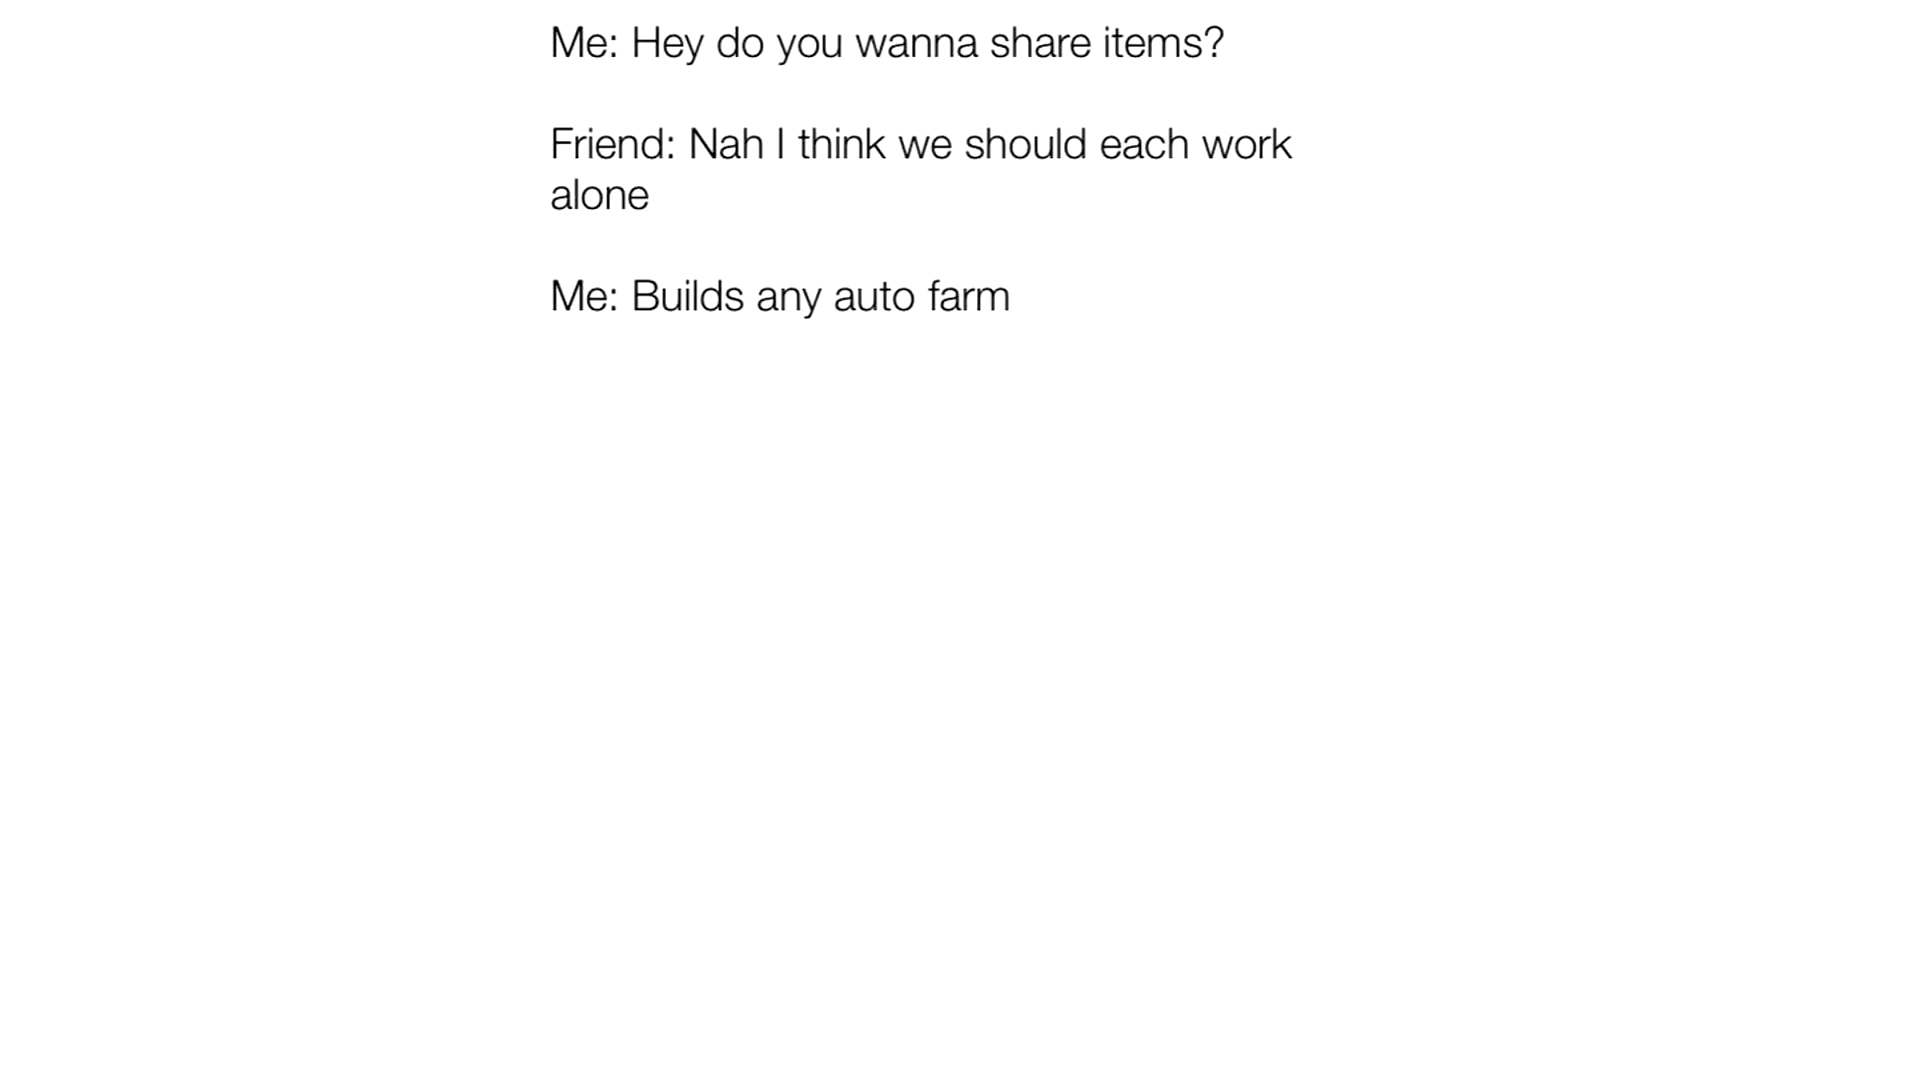 Me: Hey do you wanna share items?
Friend: Nah I think we should each work
alone
Me: Builds any auto farm